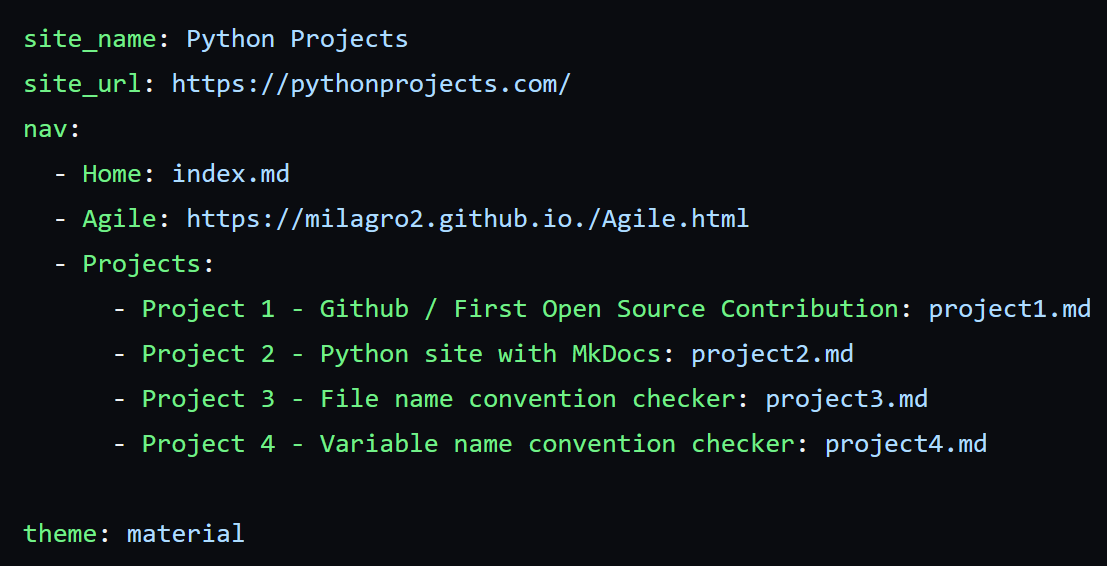 site_name: Python Projects
site_url: https://pythonprojects.com/
nav:
  - Home: index.md
  - Agile: https://milagro2.github.io./Agile.html
  - Projects:
      - Project 1 - Github / First Open Source Contribution: project1.md
      - Project 2 - Python site with MkDocs: project2.md
      - Project 3 - File name convention checker: project3.md
      - Project 4 - Variable name convention checker: project4.md

theme: material